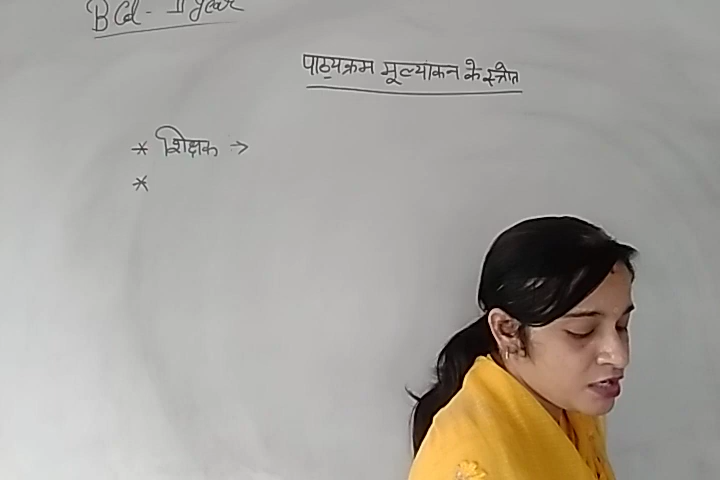 B Ed - II year
पाठ्यक्रम मूल्यांकन के स्त्रोत
* शिक्षक →
*